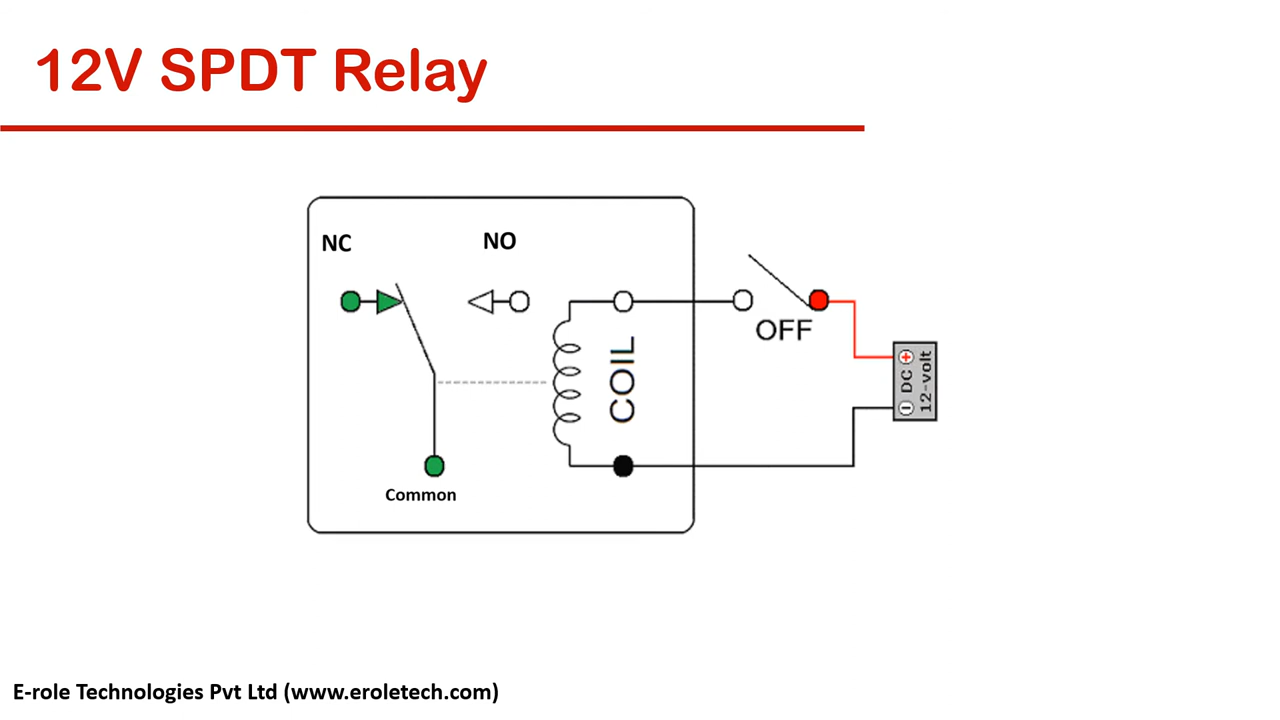 12V SPDT Relay
NC
NO
COIL
OFF
DC
12-volt
Common
E-role Technologies Pvt Ltd (www.eroletech.com)